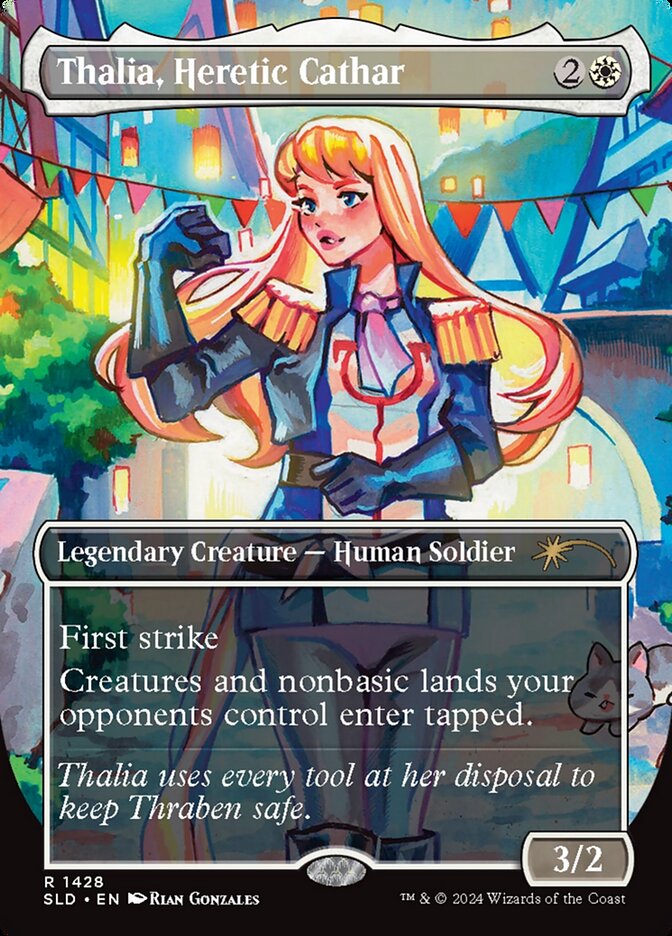 Thalia, Heretic Cathar
2
Legendary Creature — Human Soldier
First strike
Creatures and nonbasic lands your
opponents control enter tapped.
Thalia uses every tool at her disposal to
keep Thraben safe.
3/2
R 1428
SLD • EN Rian Gonzales
™ & © 2024 Wizards of the Coast